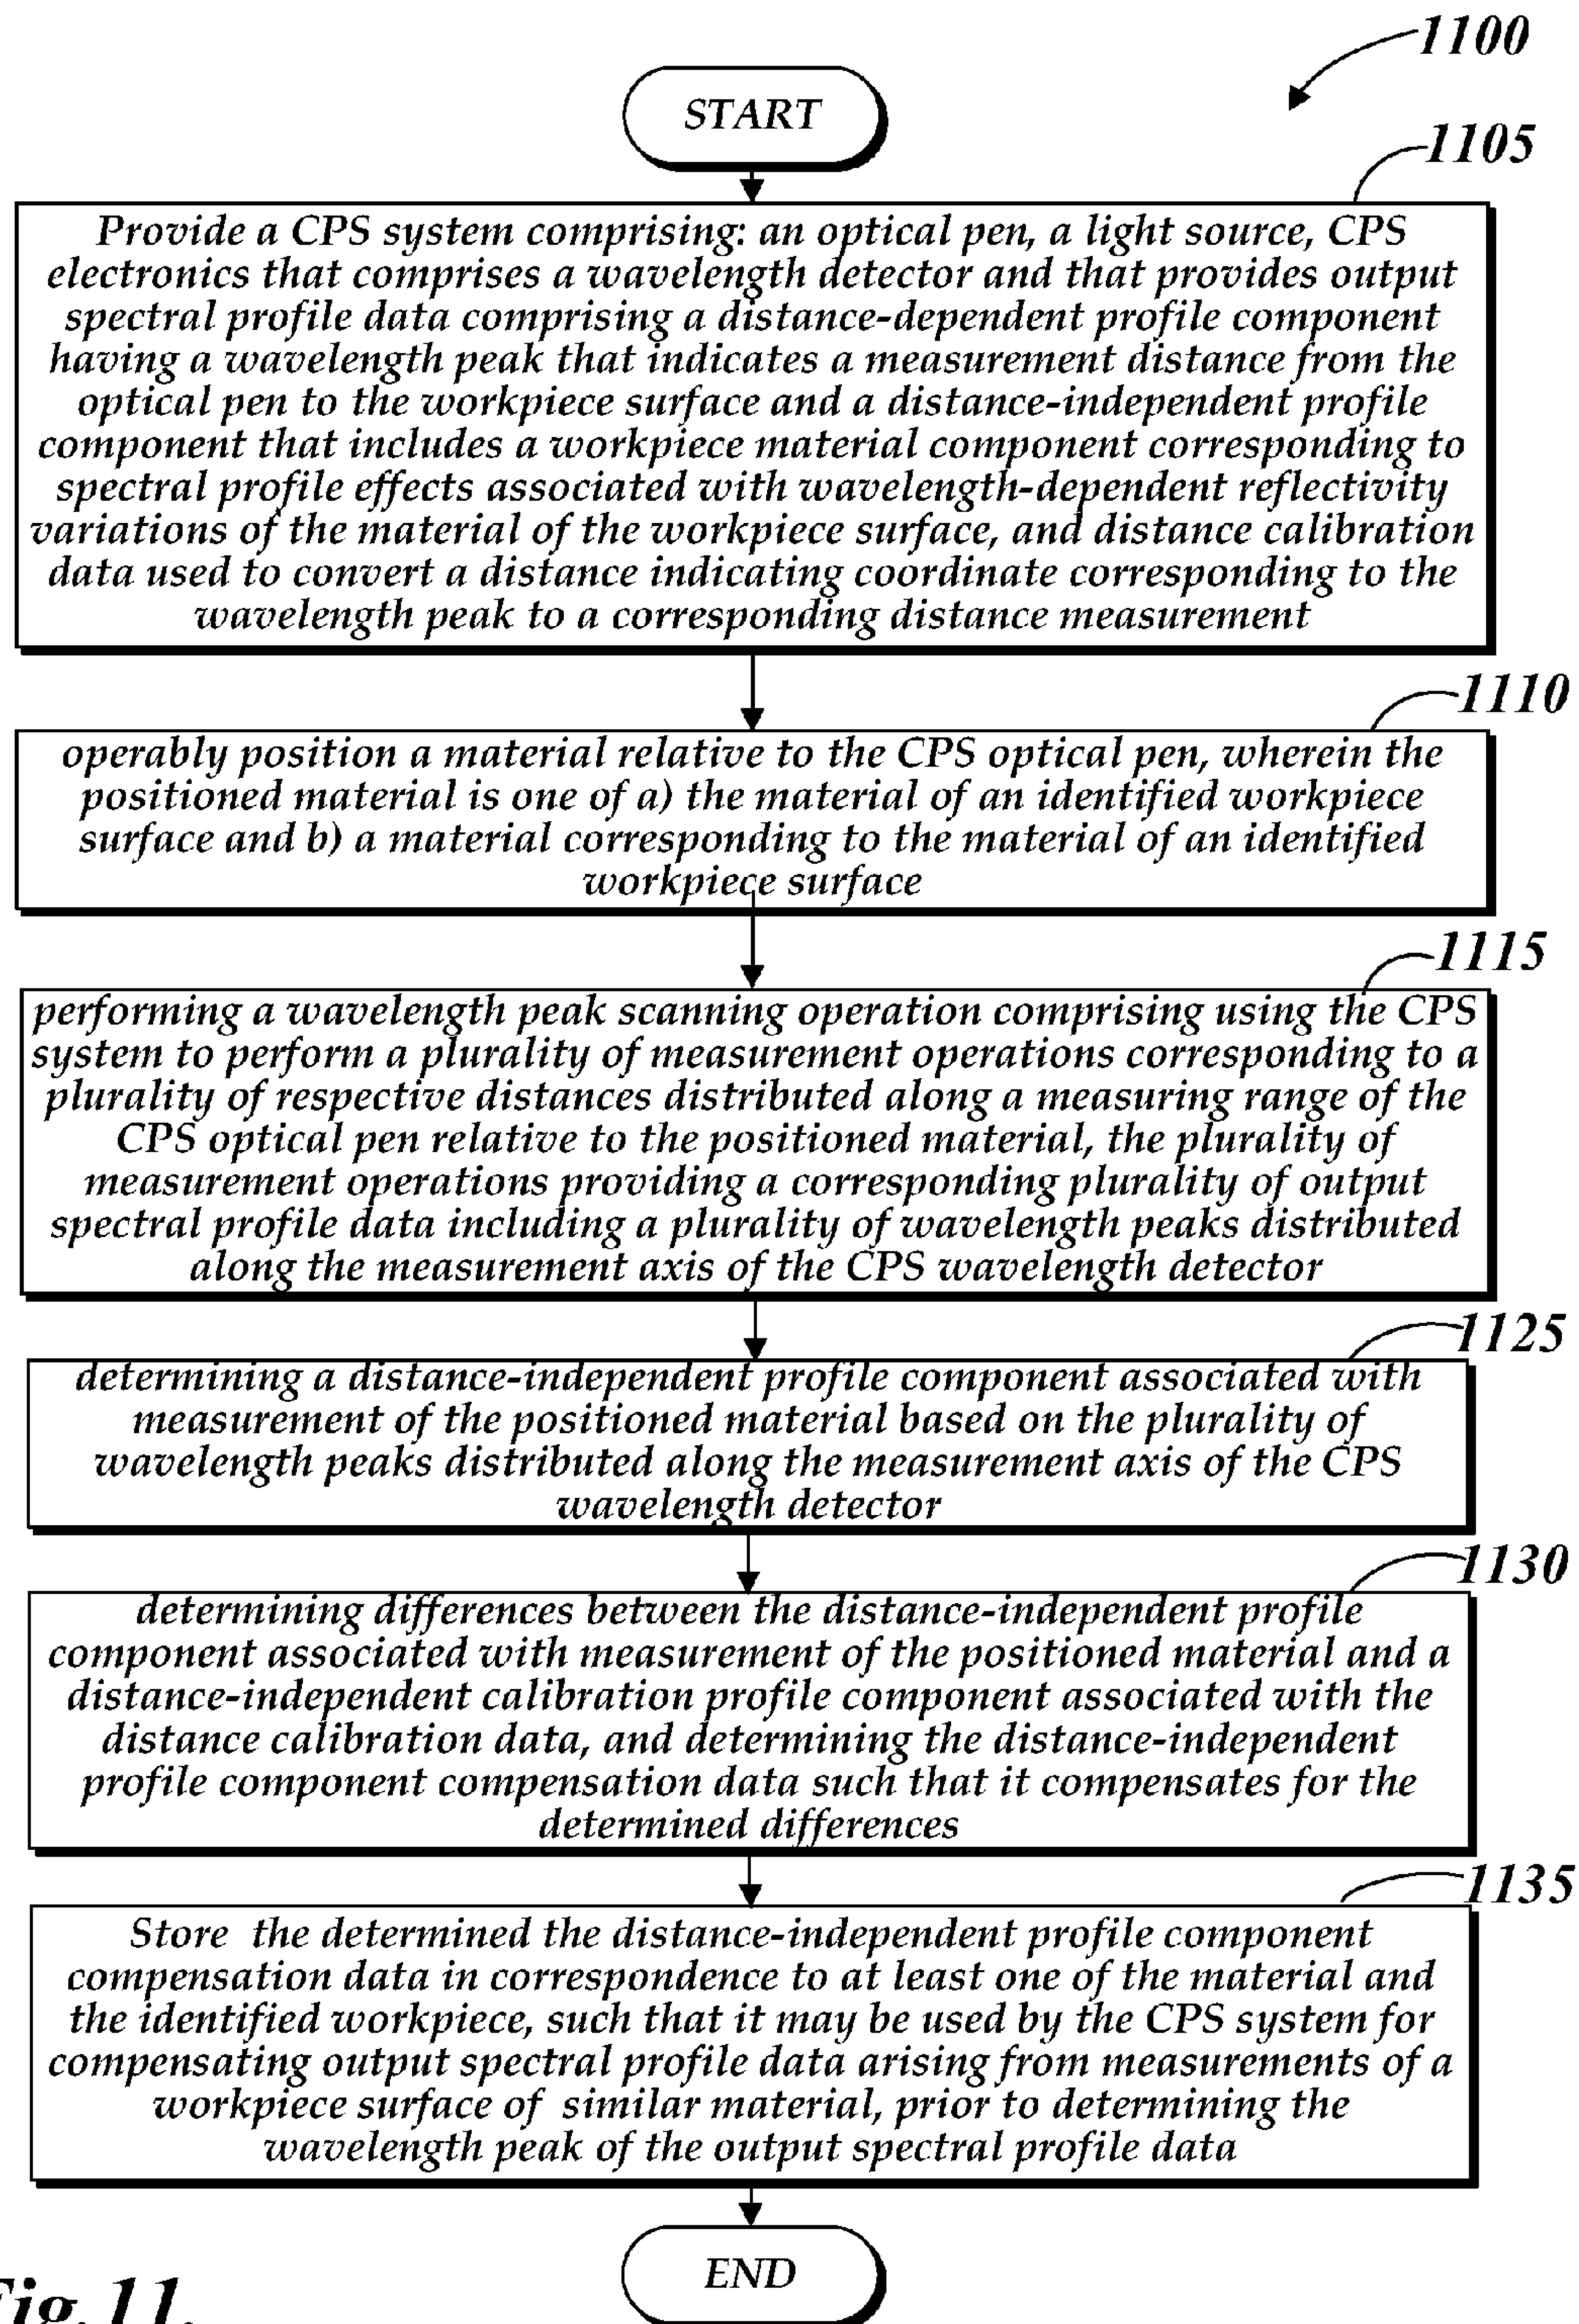 1100
START
1105
Provide a CPS system comprising: an optical pen, a light source, CPS
electronics that comprises a wavelength detector and that provides output
spectral profile data comprising a distance-dependent profile component
having a wavelength peak that indicates a measurement distance from the
optical pen to the workpiece surface and a distance-independent profile
component that includes a workpiece material component corresponding to
spectral profile effects associated with wavelength-dependent reflectivity
variations of the material of the workpiece surface, and distance calibration
data used to convert a distance indicating coordinate corresponding to the
wavelength peak to a corresponding distance measurement
1110
operably position a material relative to the CPS optical pen, wherein the
positioned material is one of a) the material of an identified workpiece
surface and b) a material corresponding to the material of an identified
workpiece surface
1115
performing a wavelength peak scanning operation comprising using the CPS
system to perform a plurality of measurement operations corresponding to a
plurality of respective distances distributed along a measuring range of the
CPS optical pen relative to the positioned material, the plurality of
measurement operations providing a corresponding plurality of output
spectral profile data including a plurality of wavelength peaks distributed
along the measurement axis of the CPS wavelength detector
1125
determining a distance-independent profile component associated with
measurement of the positioned material based on the plurality of
wavelength peaks distributed along the measurement axis of the CPS
wavelength detector
1130
determining differences between the distance-independent profile
component associated with measurement of the positioned material and a
distance-independent calibration profile component associated with the
distance calibration data, and determining the distance-independent
profile component compensation data such that it compensates for the
determined differences
1135
Store the determined the distance-independent profile component
compensation data in correspondence to at least one of the material and
the identified workpiece, such that it may be used by the CPS system for
compensating output spectral profile data arising from measurements of a
workpiece surface of similar material, prior to determining the
wavelength peak of the output spectral profile data
END
Fig.11.